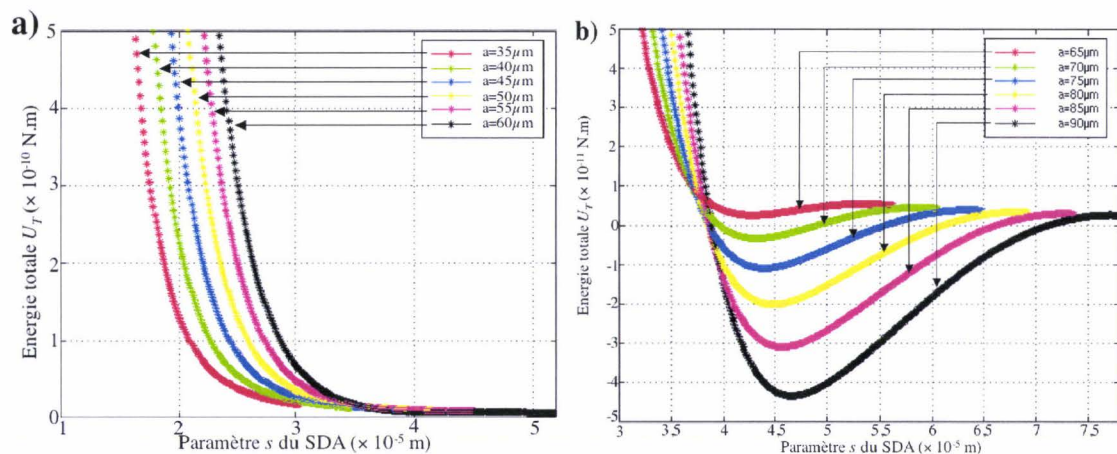 a)
5
4
3
2
1
0
Energie totale U_T (× 10⁻¹⁰ N.m)
a=35µm
a=40µm
a=45µm
a=50µm
a=55µm
a=60µm
1 2 3 4 5
Paramètre s du SDA (× 10⁻⁵ m)
b)
5
4
3
2
1
0
-1
-2
-3
-4
-5
Energie totale U_T (× 10⁻¹¹ N.m)
a=65µm
a=70µm
a=75µm
a=80µm
a=85µm
a=90µm
3 3.5 4 4.5 5 5.5 6 6.5 7 7.5
Paramètre s du SDA (× 10⁻⁵ m)